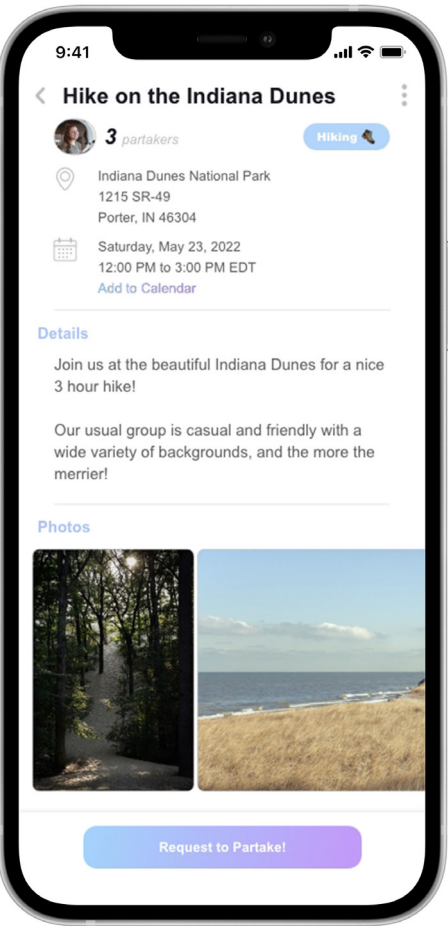 9:41
Hike on the Indiana Dunes
3 partakers
Hiking
Indiana Dunes National Park
1215 SR-49
Porter, IN 46304
Saturday, May 23, 2022
12:00 PM to 3:00 PM EDT
Add to Calendar
Details
Join us at the beautiful Indiana Dunes for a nice
3 hour hike!
Our usual group is casual and friendly with a
wide variety of backgrounds, and the more the
merrier!
Photos
Request to Partake!